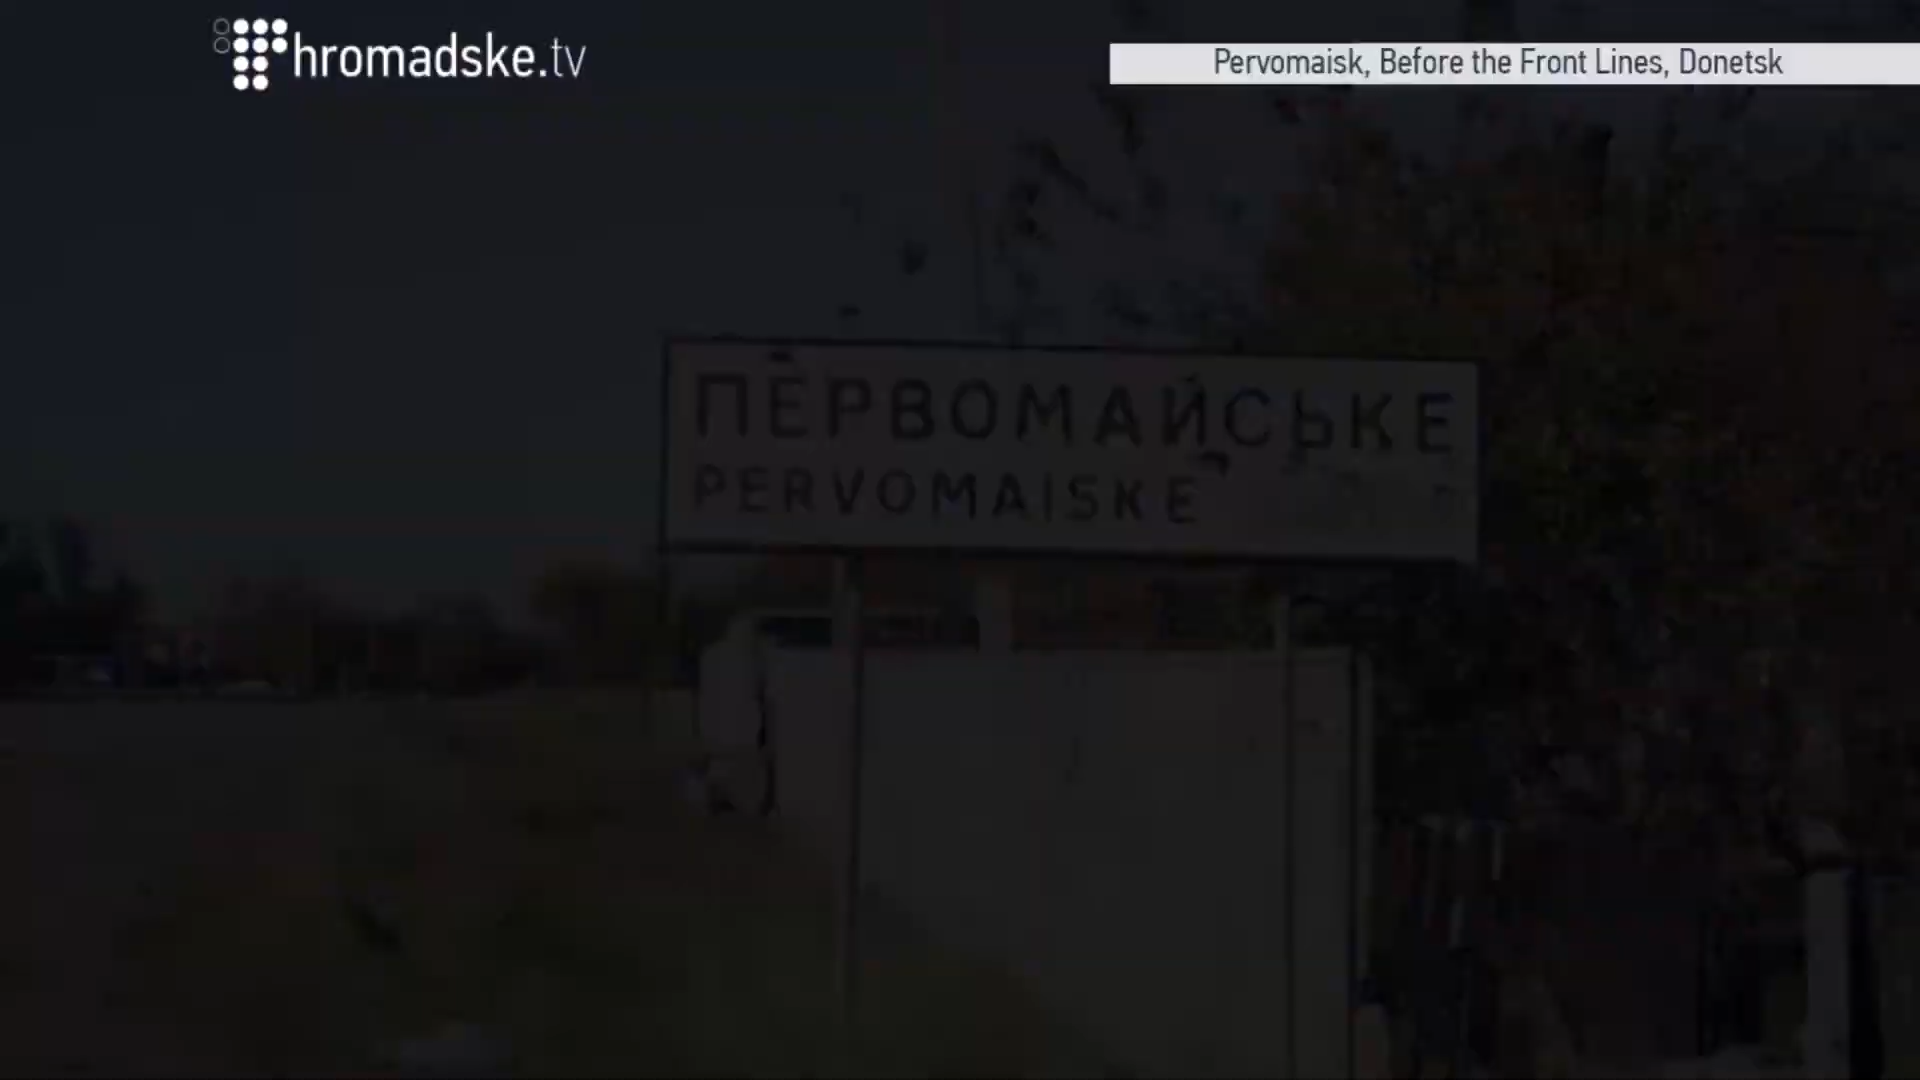 hromadske.tv
Pervomaisk, Before the Front Lines, Donetsk
ПЕРВОМАЙСЬКЕ
PERVOMAISKE